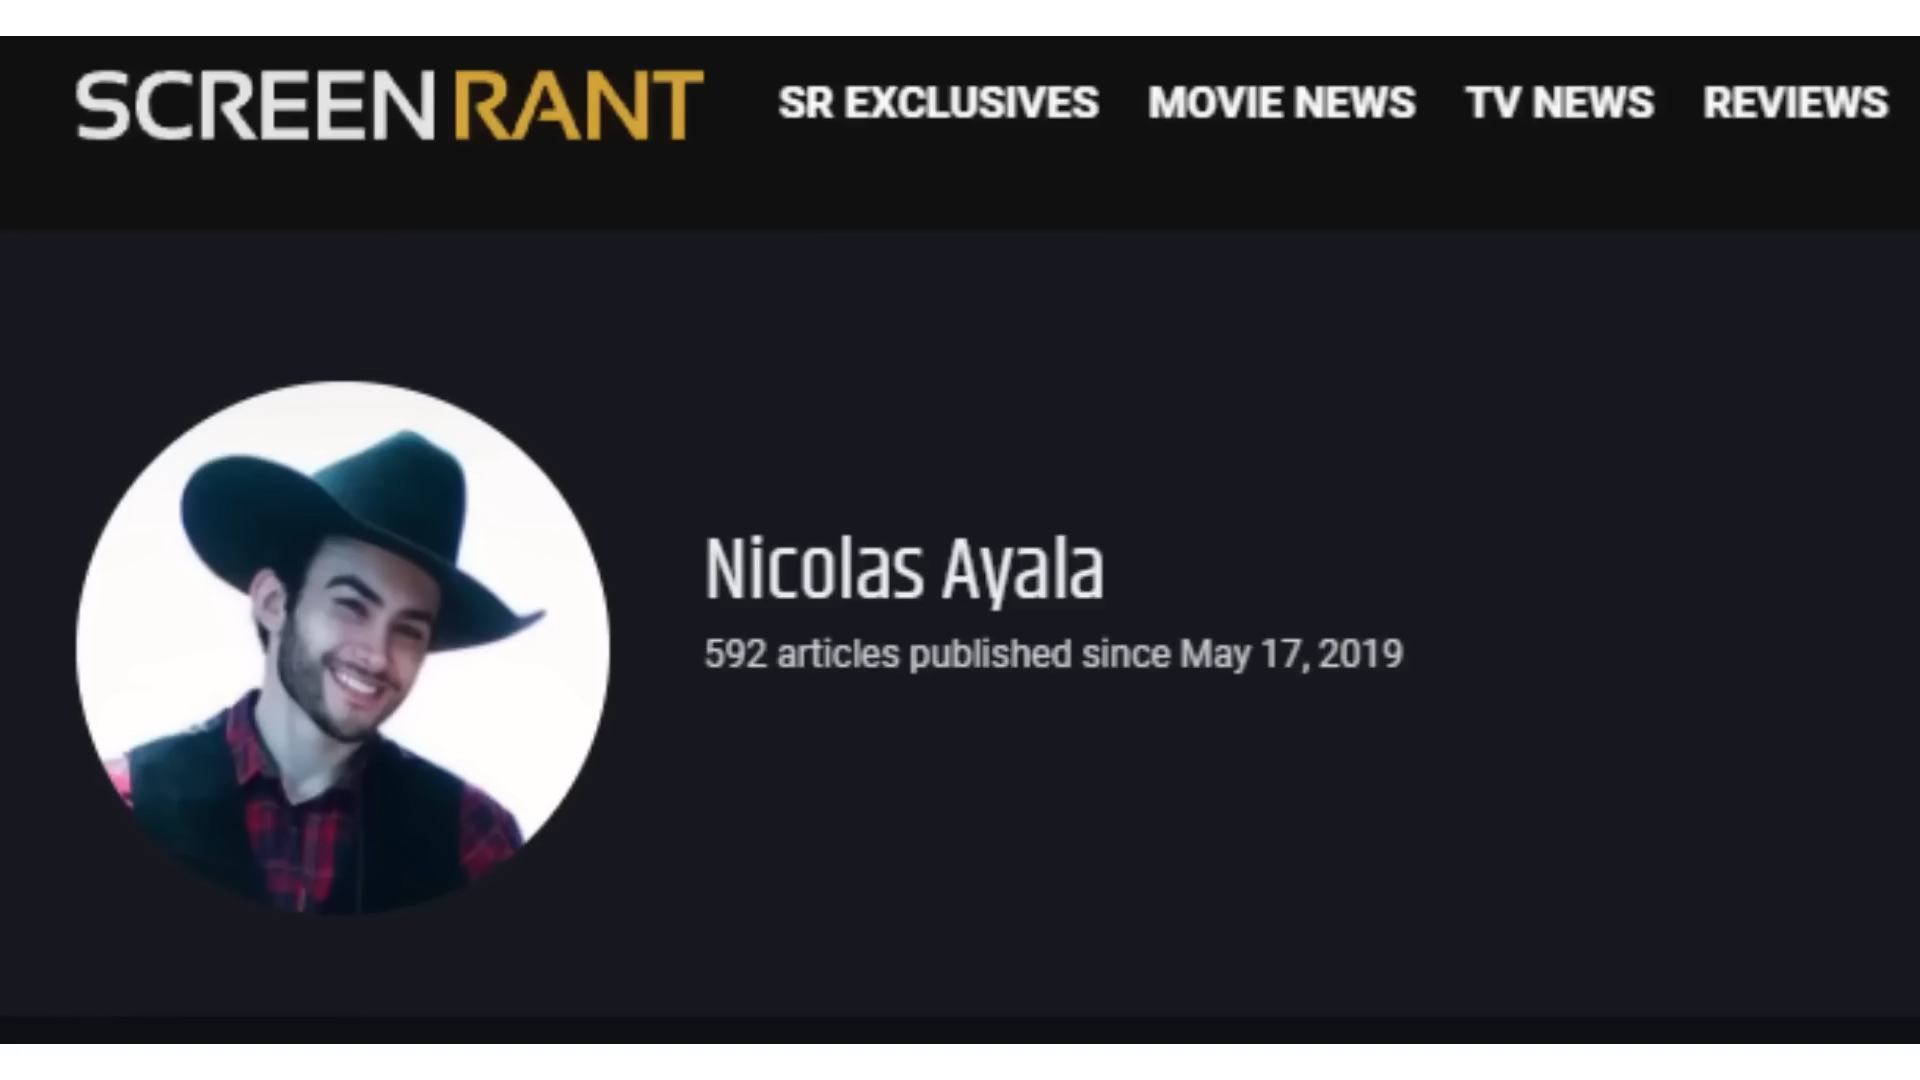 SCREEN RANT SR EXCLUSIVES MOVIE NEWS TV NEWS REVIEWS
Nicolas Ayala
592 articles published since May 17, 2019